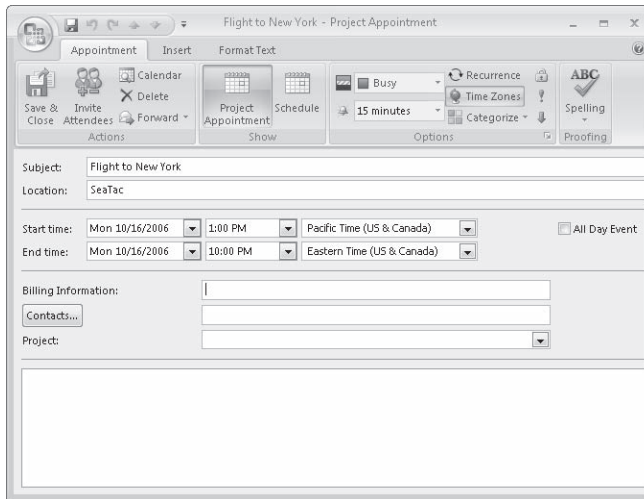 Flight to New York - Project Appointment
Appointment Insert Format Text
Save & Close
Invite Attendees
Calendar
Delete
Forward
Actions
Project Appointment
Schedule
Show
Busy
15 minutes
Recurrence
Time Zones
Categorize
Options
ABC
Spelling
Proofing
Subject: Flight to New York
Location: SeaTac
Start time: Mon 10/16/2006 1:00 PM Pacific Time (US & Canada) All Day Event
End time: Mon 10/16/2006 10:00 PM Eastern Time (US & Canada)
Billing Information:
Contacts...
Project: